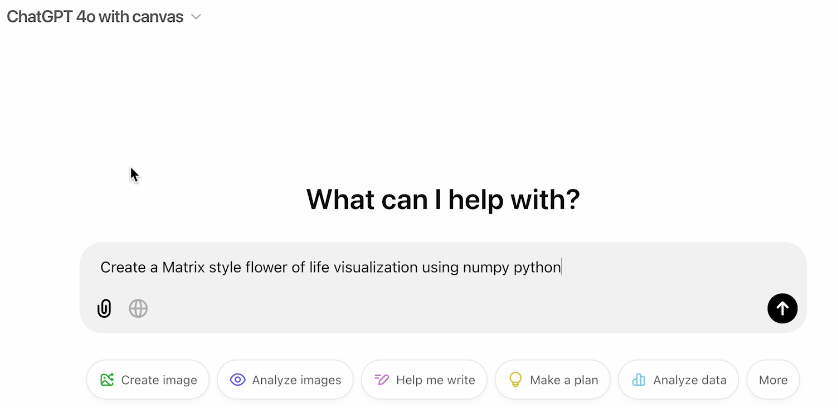 ChatGPT 4o with canvas
What can I help with?
Create a Matrix style flower of life visualization using numpy python
Create image Analyze images Help me write Make a plan Analyze data More